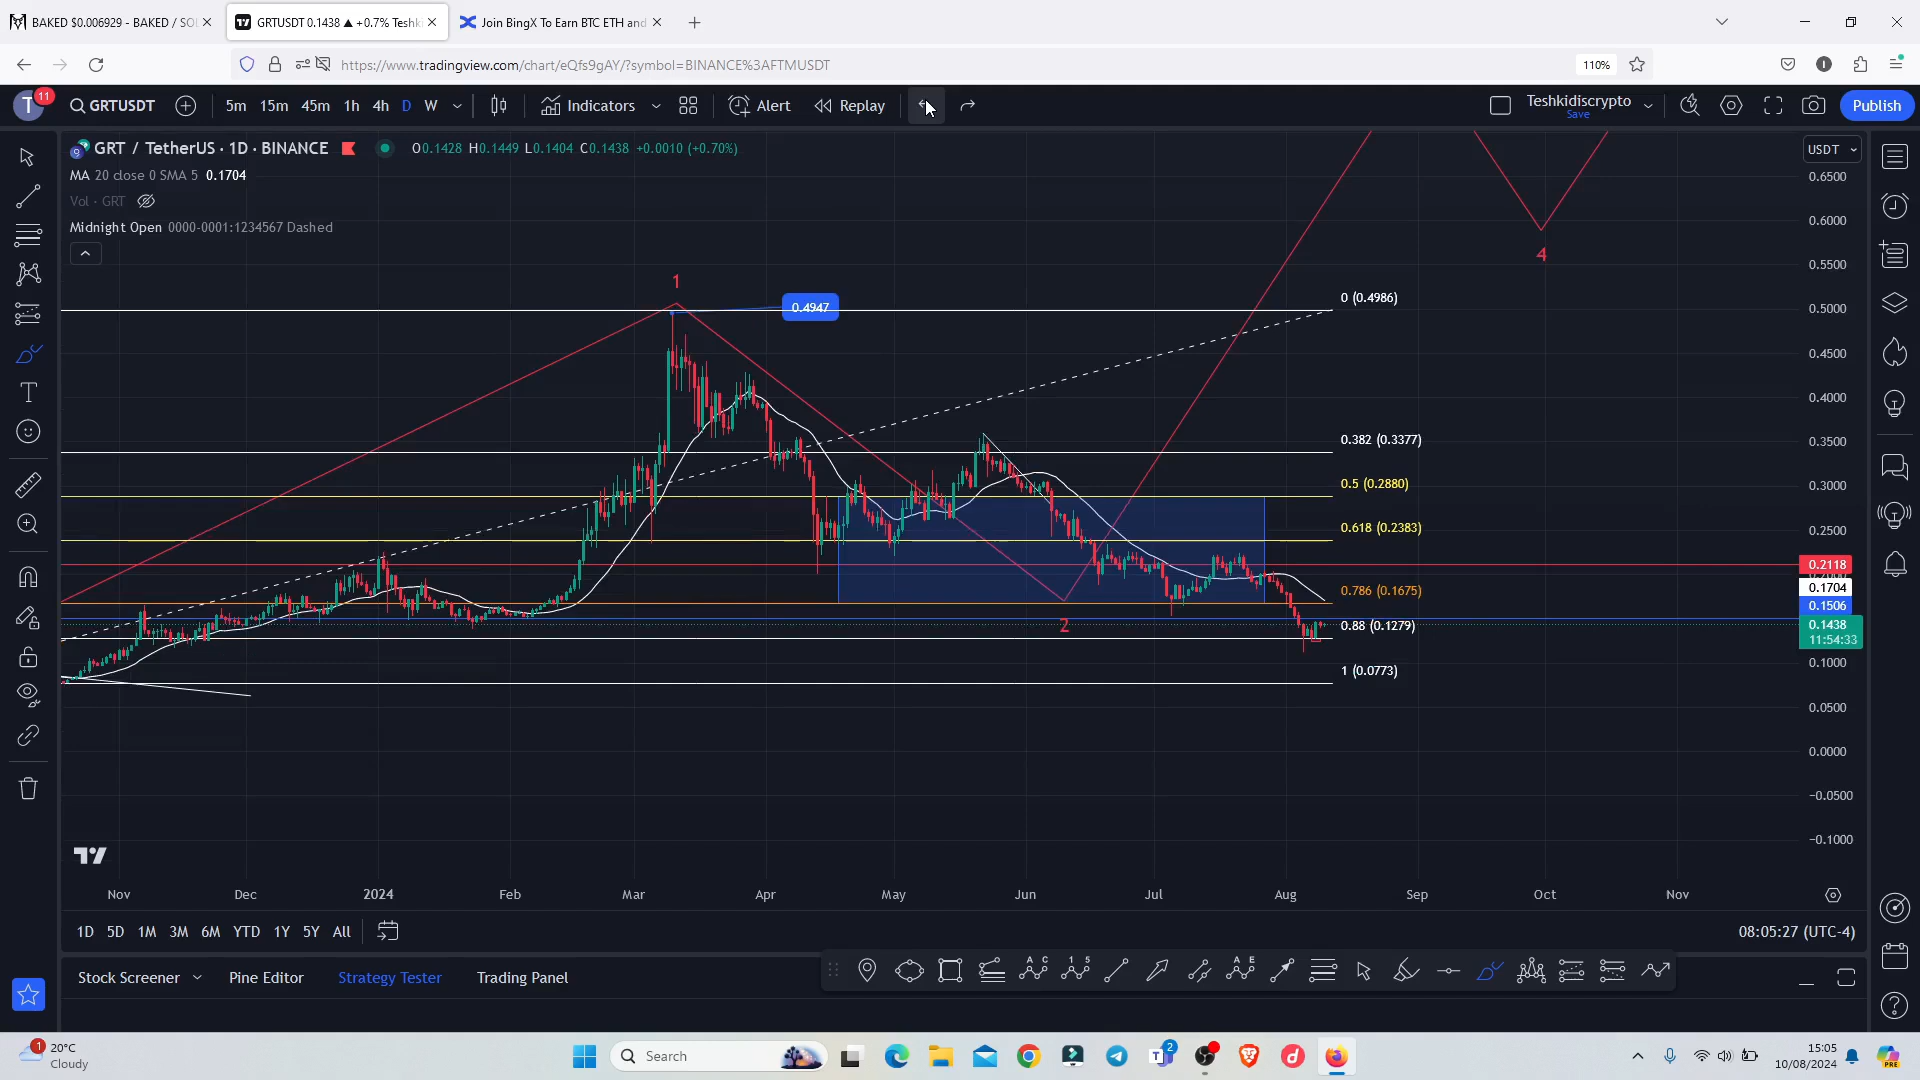 BAKED $0.006929 - BAKED / SO
GRTUSDT 0.1438 ▲ +0.7% Teshki
Join BingX To Earn BTC ETH and
https://www.tradingview.com/chart/eQfs9gAY/?symbol=BINANCE%3AFTMUSDT
110%
T 11
GRTUSDT
5m 15m 45m 1h 4h D W
Indicators
Alert
Replay
Teshkidiscrypto
Save
Publish
GRT / TetherUS · 1D · BINANCE
O0.1428 H0.1449 L0.1404 C0.1438 +0.0010 (+0.70%)
MA 20 close 0 SMA 5 0.1704
Vol · GRT
Midnight Open 0000-0001:1234567 Dashed
USDT
0.6500
0.6000
0.5500
0.5000
0.4500
0.4000
0.3500
0.3000
0.2500
0.2118
0.1704
0.1506
0.1438
11:54:33
0.1000
0.0500
0.0000
−0.0500
−0.1000
1
0.4947
2
4
0 (0.4986)
0.382 (0.3377)
0.5 (0.2880)
0.618 (0.2383)
0.786 (0.1675)
0.88 (0.1279)
1 (0.0773)
Nov Dec 2024 Feb Mar Apr May Jun Jul Aug Sep Oct Nov
1D 5D 1M 3M 6M YTD 1Y 5Y All
08:05:27 (UTC-4)
Stock Screener Pine Editor Strategy Tester Trading Panel
1
20°C
Cloudy
Search
2
15:05
10/08/2024